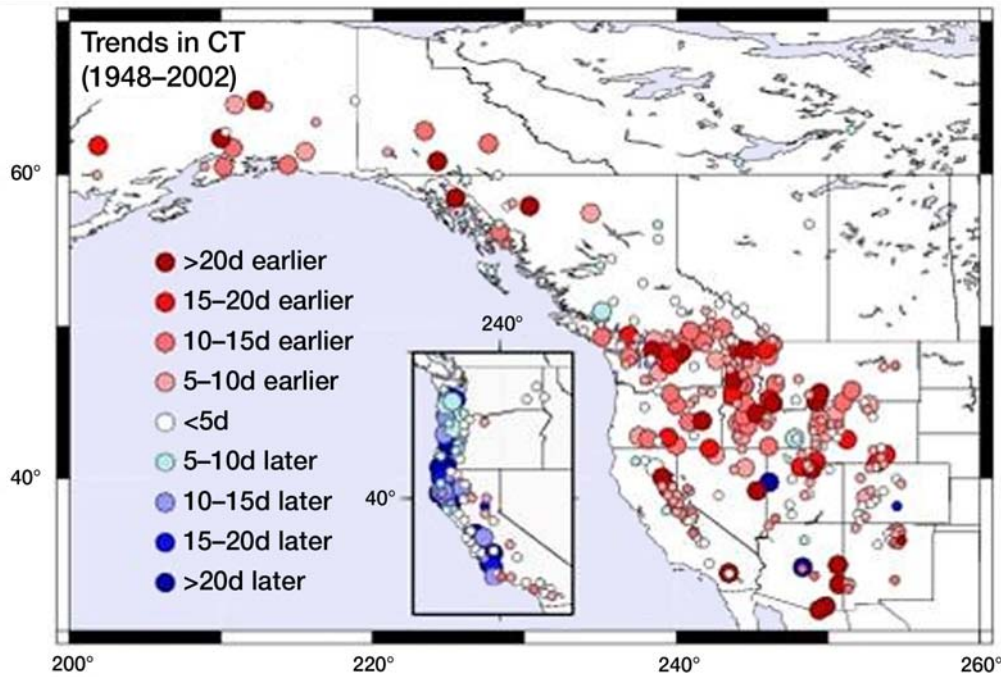 Trends in CT
(1948–2002)
60°
>20d earlier
15–20d earlier
10–15d earlier
240°
5–10d earlier
<5d
5–10d later
40°
10–15d later
40°
15–20d later
>20d later
200°
220°
240°
260°